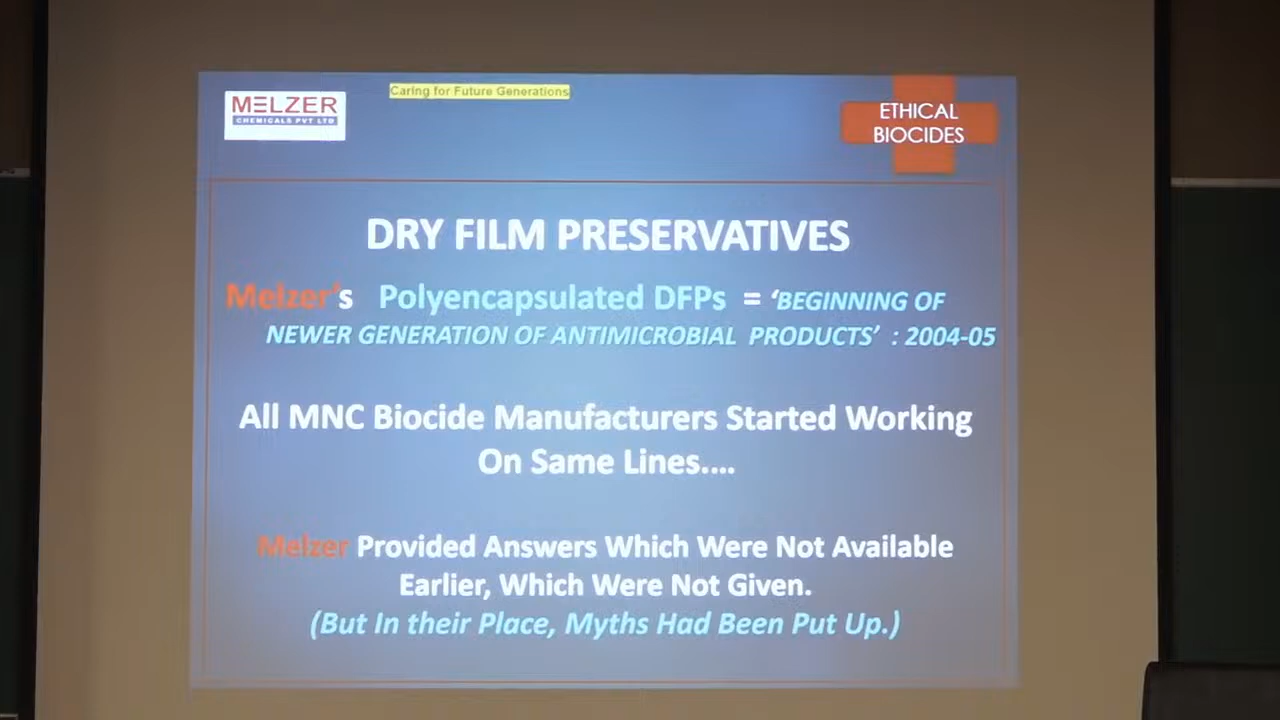 MELZER
CHEMICALS PVT LTD
Caring for Future Generations
ETHICAL
BIOCIDES
DRY FILM PRESERVATIVES
Melzer's Polyencapsulated DFPs = ‘BEGINNING OF
NEWER GENERATION OF ANTIMICROBIAL PRODUCTS’ : 2004-05
All MNC Biocide Manufacturers Started Working
On Same Lines....
Melzer Provided Answers Which Were Not Available
Earlier, Which Were Not Given.
(But In their Place, Myths Had Been Put Up.)